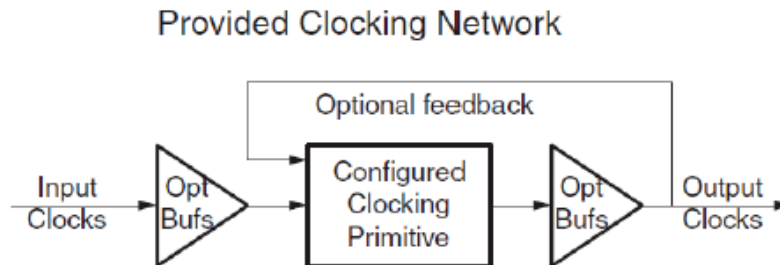 Provided Clocking Network
Optional feedback
Input
Clocks
Opt
Bufs
Configured
Clocking
Primitive
Opt
Bufs
Output
Clocks